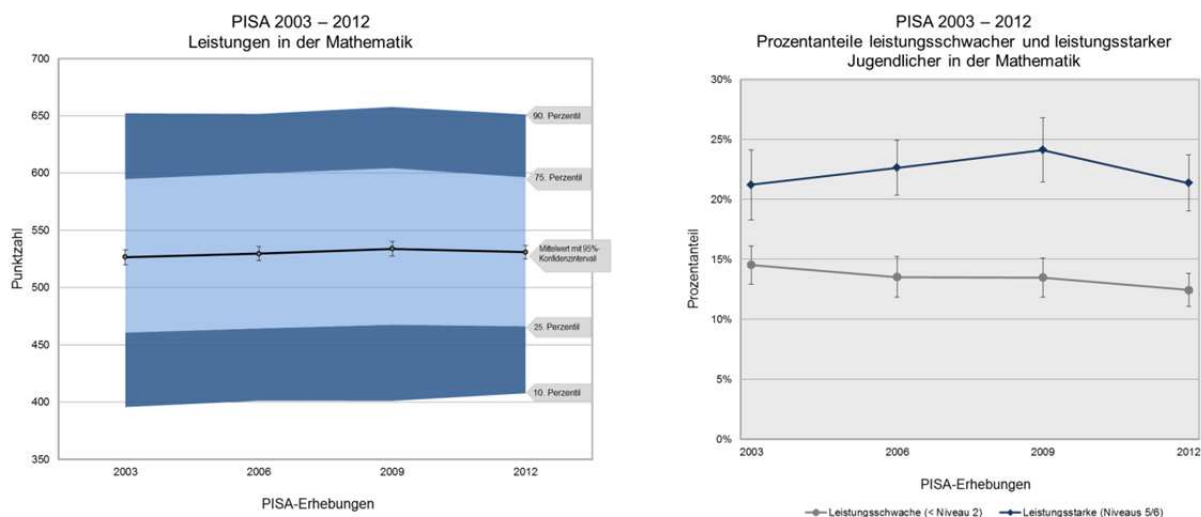 PISA 2003 – 2012
Leistungen in der Mathematik
700
650
600
550
500
450
400
350
Punktzahl
90. Perzentil
75. Perzentil
Mittelwert mit 95%-
Konfidenzintervall
25. Perzentil
10. Perzentil
2003
2006
2009
2012
PISA-Erhebungen
PISA 2003 – 2012
Prozentanteile leistungsschwacher und leistungsstarker
Jugendlicher in der Mathematik
30%
25%
20%
15%
10%
5%
0%
Prozentanteil
2003
2006
2009
2012
PISA-Erhebungen
Leistungsschwache (< Niveau 2)
Leistungsstarke (Niveaus 5/6)